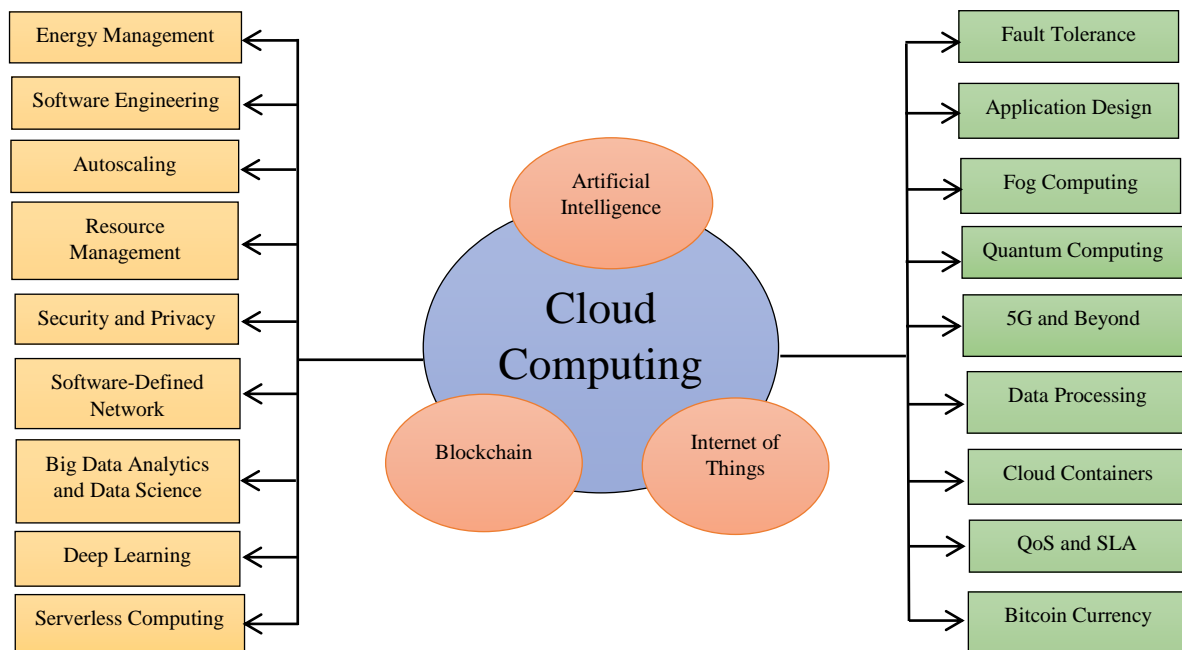 Energy Management
Software Engineering
Autoscaling
Resource
Management
Security and Privacy
Software-Defined
Network
Big Data Analytics
and Data Science
Deep Learning
Serverless Computing
Artificial
Intelligence
Cloud
Computing
Blockchain
Internet of
Things
Fault Tolerance
Application Design
Fog Computing
Quantum Computing
5G and Beyond
Data Processing
Cloud Containers
QoS and SLA
Bitcoin Currency